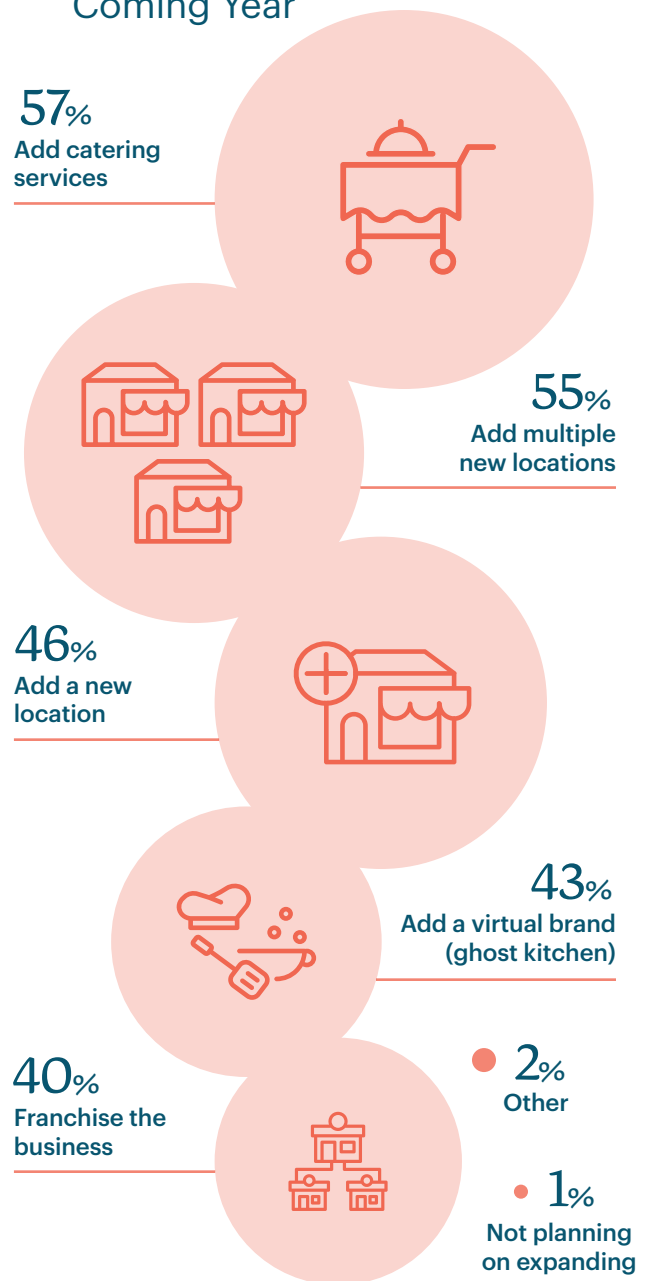 Coming Year
57%
Add catering
services
55%
Add multiple
new locations
46%
Add a new
location
43%
Add a virtual brand
(ghost kitchen)
40%
Franchise the
business
2%
Other
1%
Not planning
on expanding